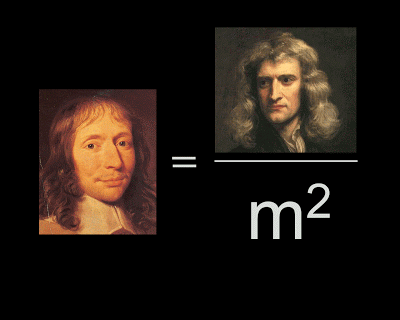 =
m²